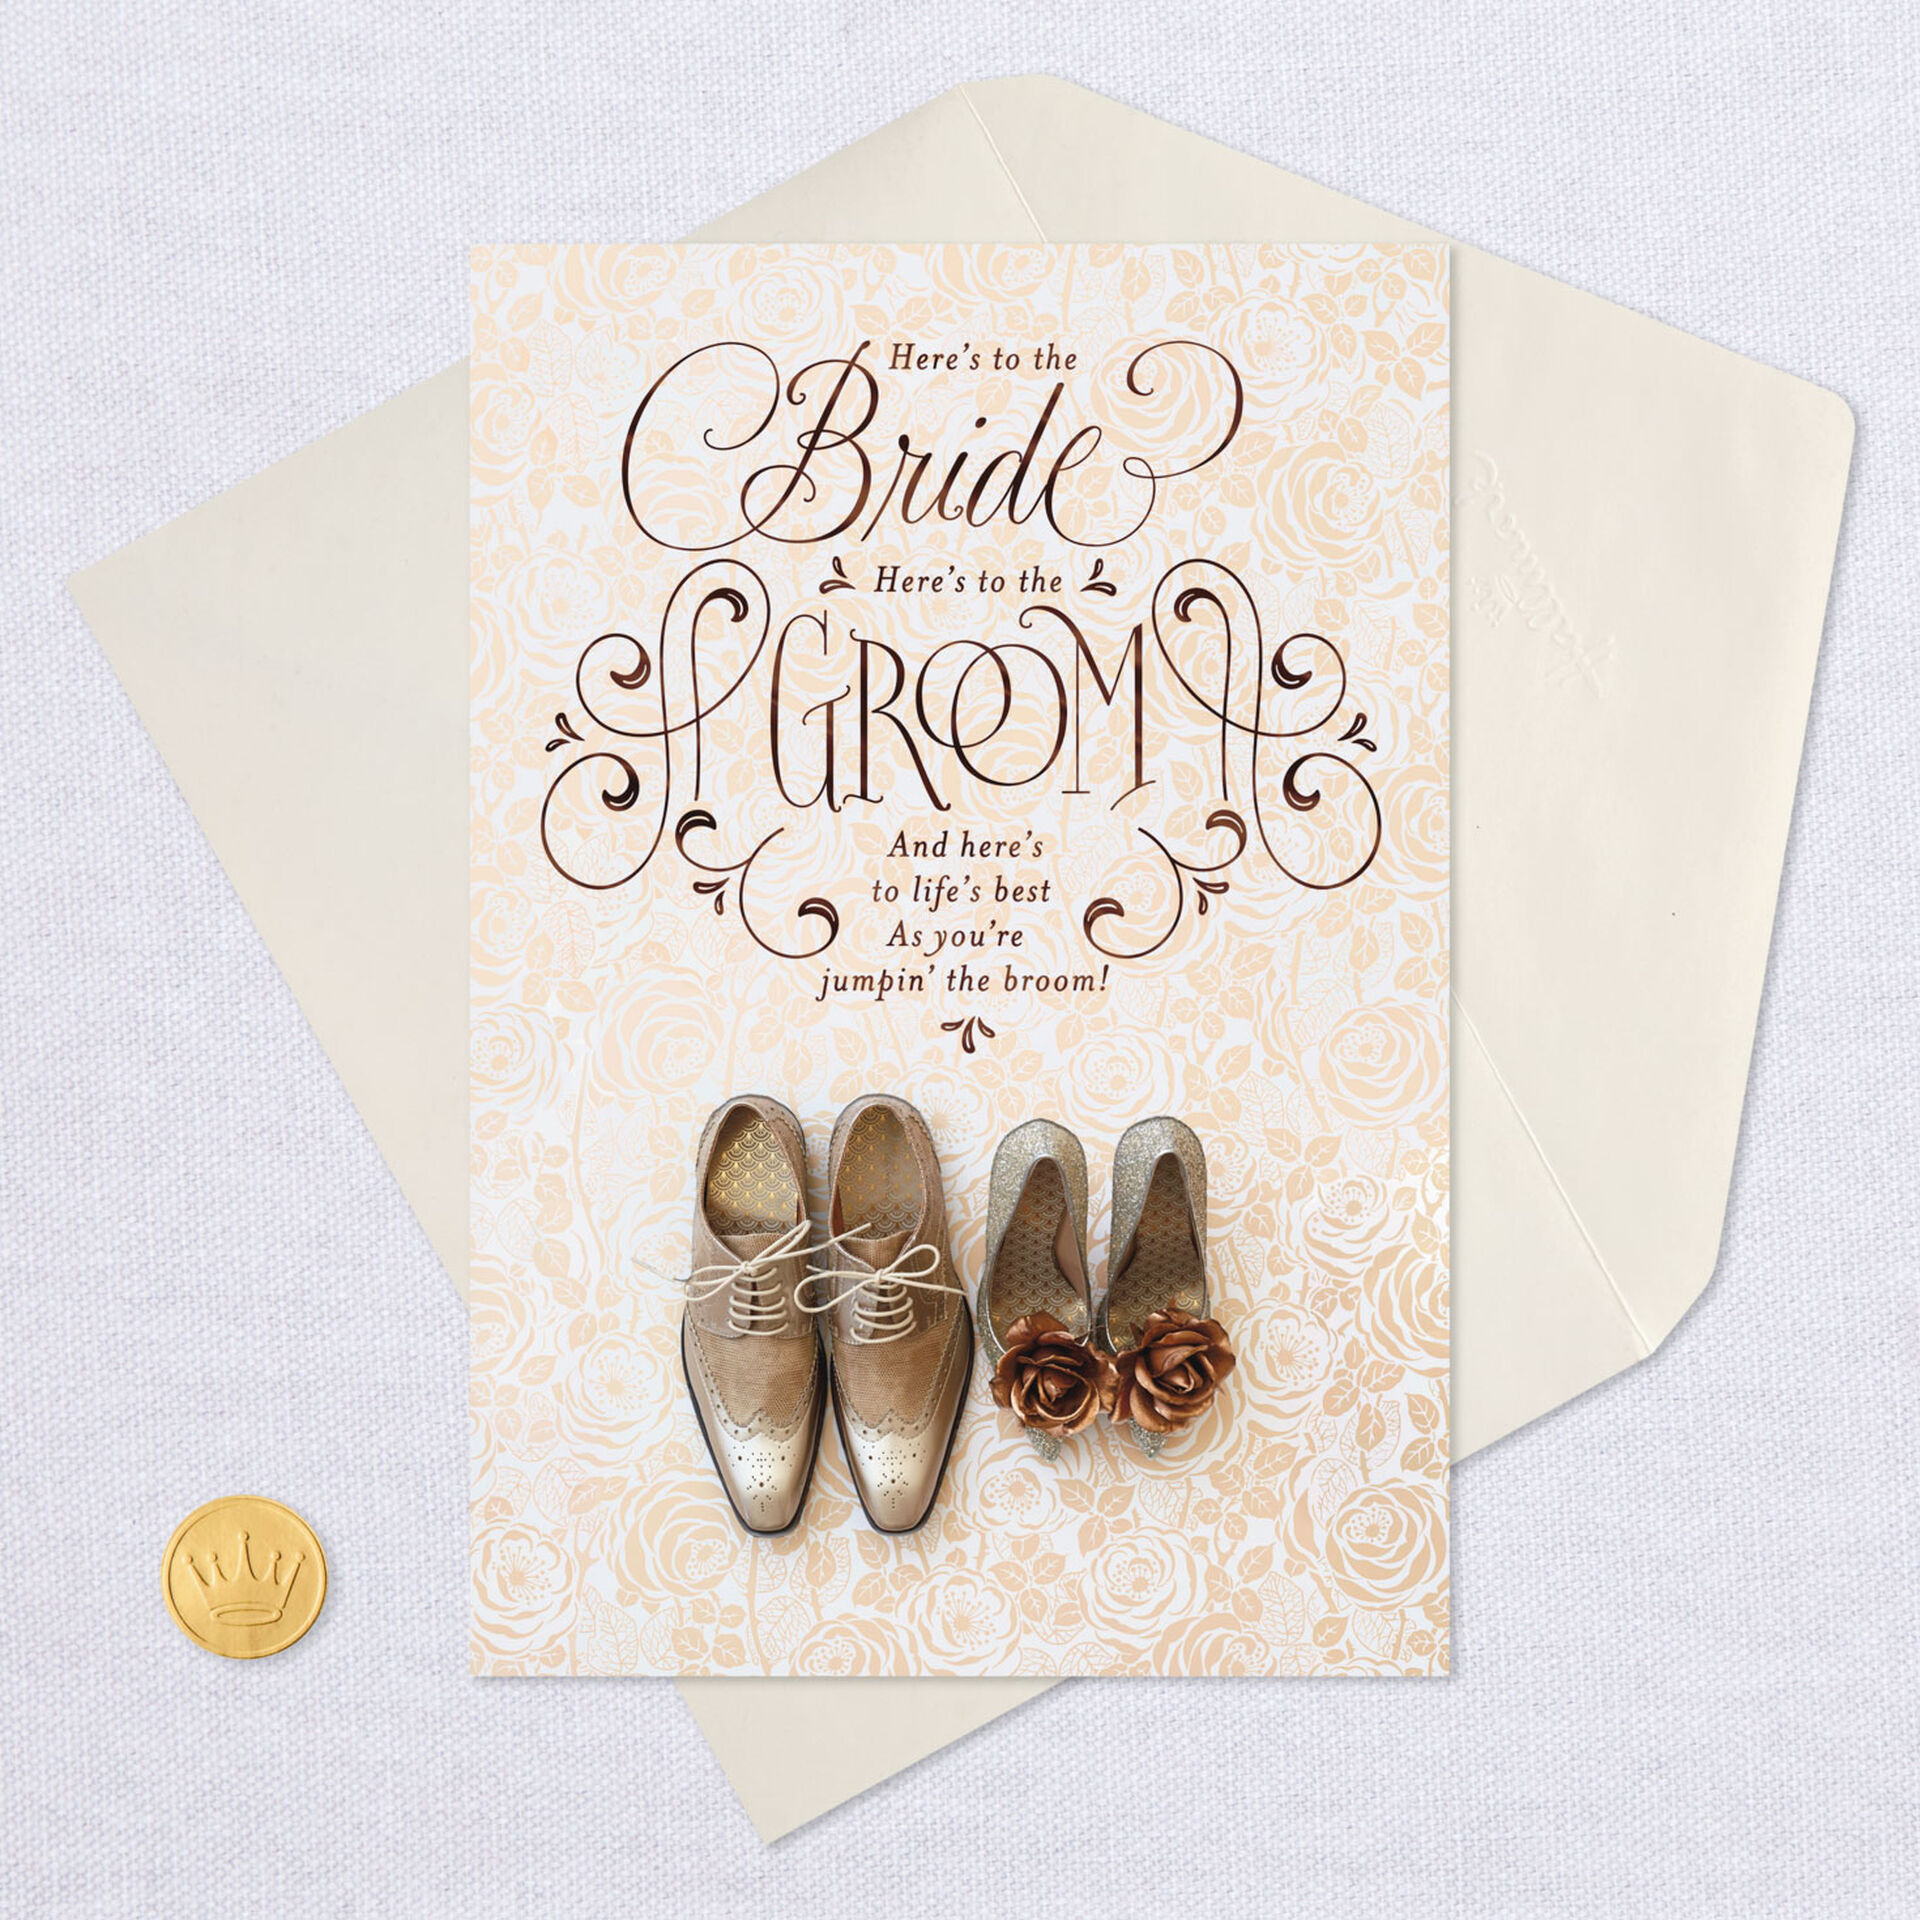 Here's to the
Bride
Here's to the
GROOM
And here's
to life's best
As you're
jumpin' the broom!
Hallmark